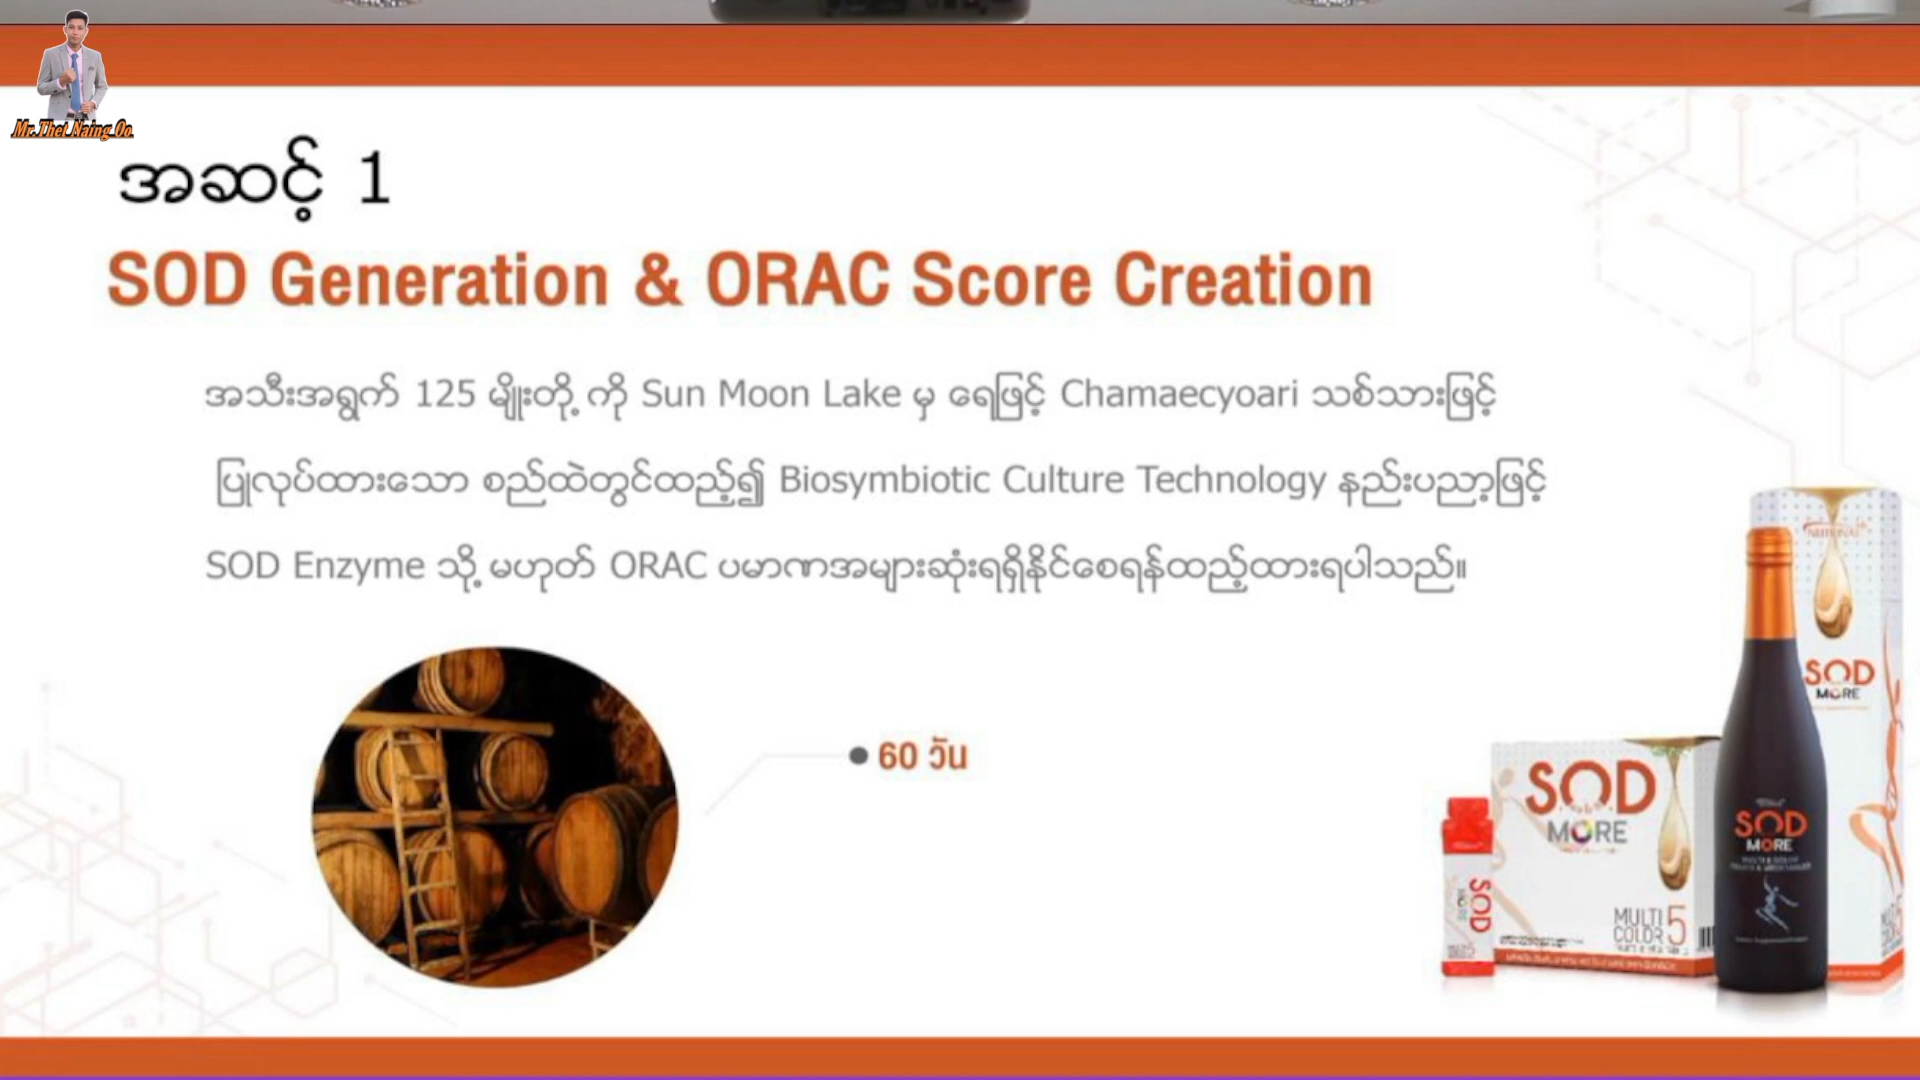 Mr.Thet Naing Oo
အဆင့် 1
SOD Generation & ORAC Score Creation
အသီးအရွက် 125 မျိုးတို့ ကို Sun Moon Lake မှ ရေဖြင့် Chamaecyoari သစ်သားဖြင့်
ပြုလုပ်ထားသော စည်ထဲတွင်ထည့်၍ Biosymbiotic Culture Technology နည်းပညာ့ဖြင့်
SOD Enzyme သို့ မဟုတ် ORAC ပမာဏအများဆုံးရရှိနိုင်စေရန်ထည့်ထားရပါသည်။
60 วัน
SOD
MORE
SOD
MORE
MULTI
COLOR 5
SOD
MORE
SOD
MORE